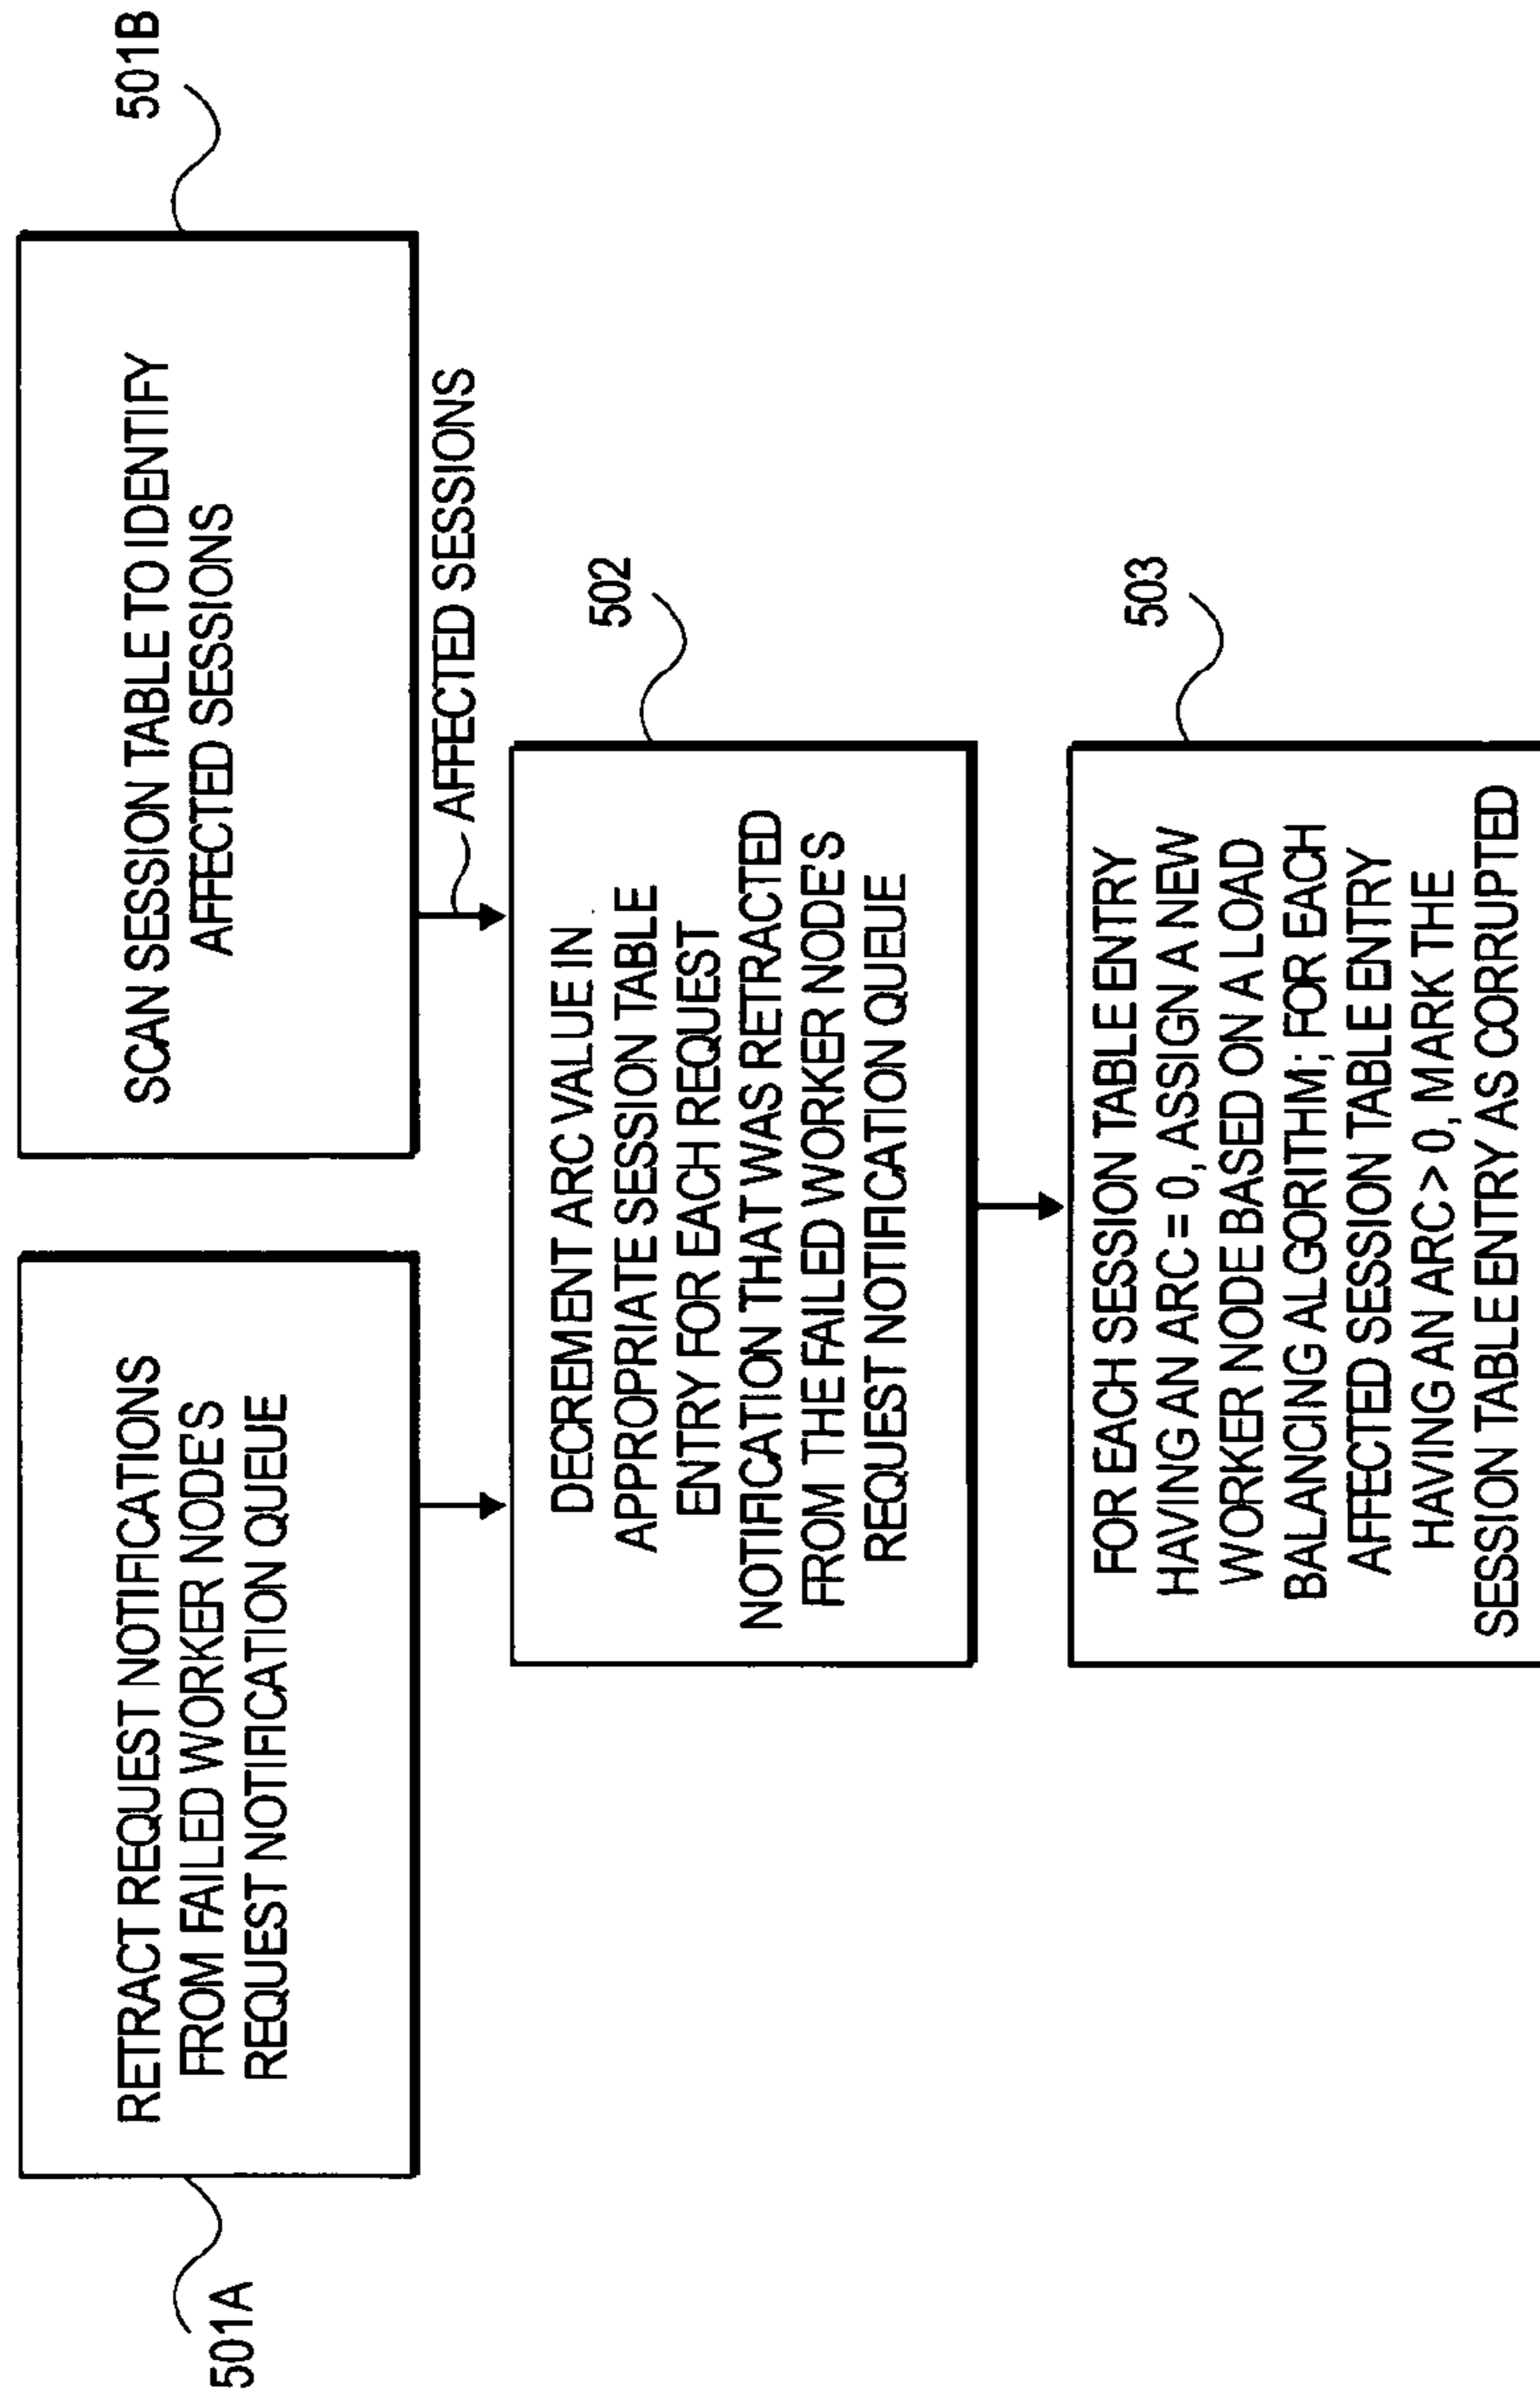 501A
RETRACT REQUEST NOTIFICATIONS
FROM FAILED WORKER NODE'S
REQUEST NOTIFICATION QUEUE
501B
SCAN SESSION TABLE TO IDENTIFY
AFFECTED SESSIONS
AFFECTED SESSIONS
502
DECREMENT ARC VALUE IN
APPROPRIATE SESSION TABLE
ENTRY FOR EACH REQUEST
NOTIFICATION THAT WAS RETRACTED
FROM THE FAILED WORKER NODE'S
REQUEST NOTIFICATION QUEUE
503
FOR EACH SESSION TABLE ENTRY
HAVING AN ARC = 0, ASSIGN A NEW
WORKER NODE BASED ON A LOAD
BALANCING ALGORITHM; FOR EACH
AFFECTED SESSION TABLE ENTRY
HAVING AN ARC > 0, MARK THE
SESSION TABLE ENTRY AS CORRUPTED